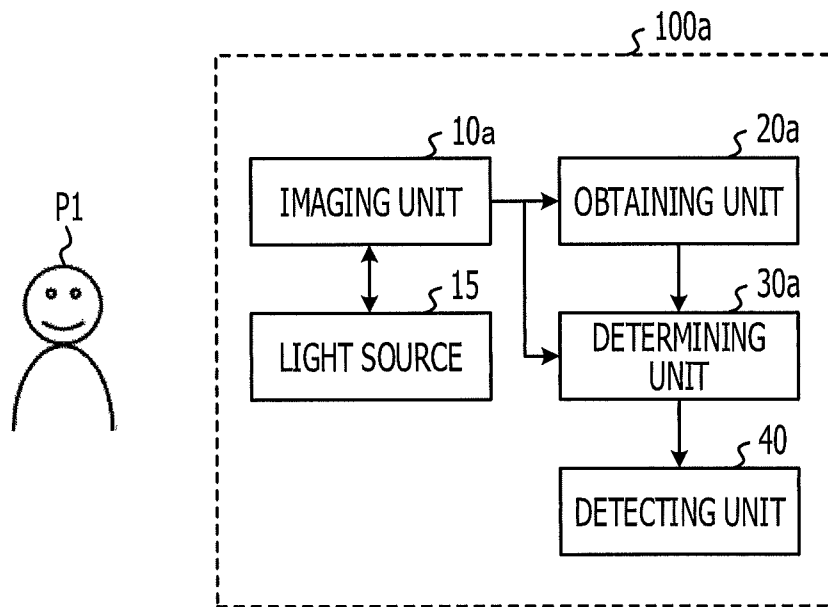 100a
10a
20a
IMAGING UNIT
OBTAINING UNIT
P1
15
30a
LIGHT SOURCE
DETERMINING
UNIT
40
DETECTING UNIT